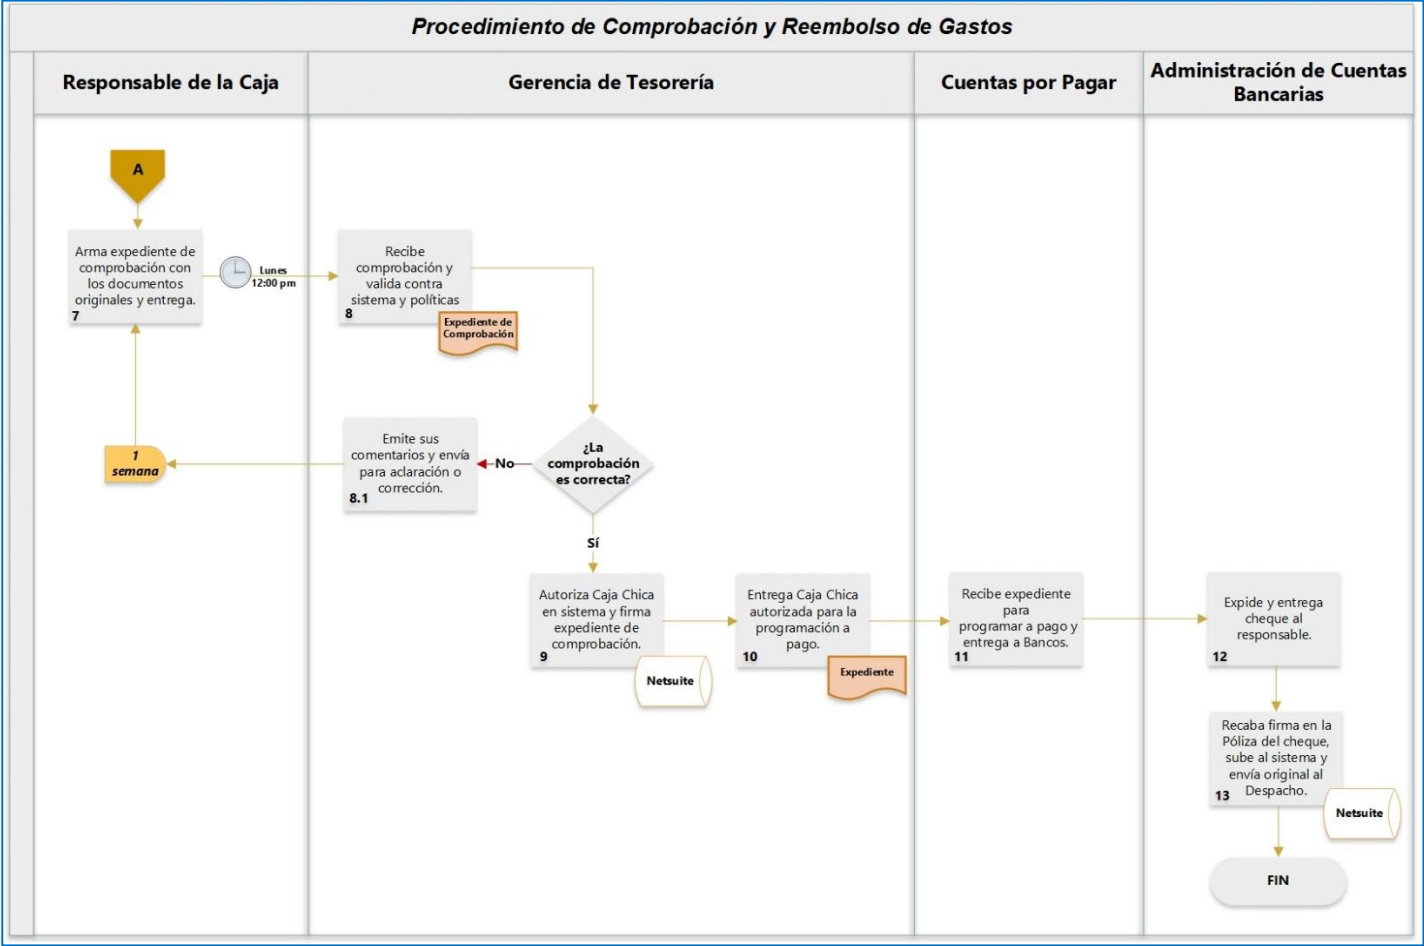 Procedimiento de Comprobación y Reembolso de Gastos
Responsable de la Caja
Gerencia de Tesorería
Cuentas por Pagar
Administración de Cuentas
Bancarias
A
Arma expediente de
comprobación con
los documentos
originales y entrega.
7
Lunes
12:00 pm
Recibe
comprobación y
valida contra
sistema y políticas
8
Expediente de
Comprobación
¿La
comprobación
es correcta?
No
Emite sus
comentarios y envía
para aclaración o
corrección.
8.1
1
semana
Sí
Autoriza Caja Chica
en sistema y firma
expediente de
comprobación.
9
Netsuite
Entrega Caja Chica
autorizada para la
programación a
pago.
10
Expediente
Recibe expediente
para
programar a pago y
entrega a Bancos.
11
Expide y entrega
cheque al
responsable.
12
Recaba firma en la
Póliza del cheque,
sube al sistema y
envía original al
Despacho.
13
Netsuite
FIN